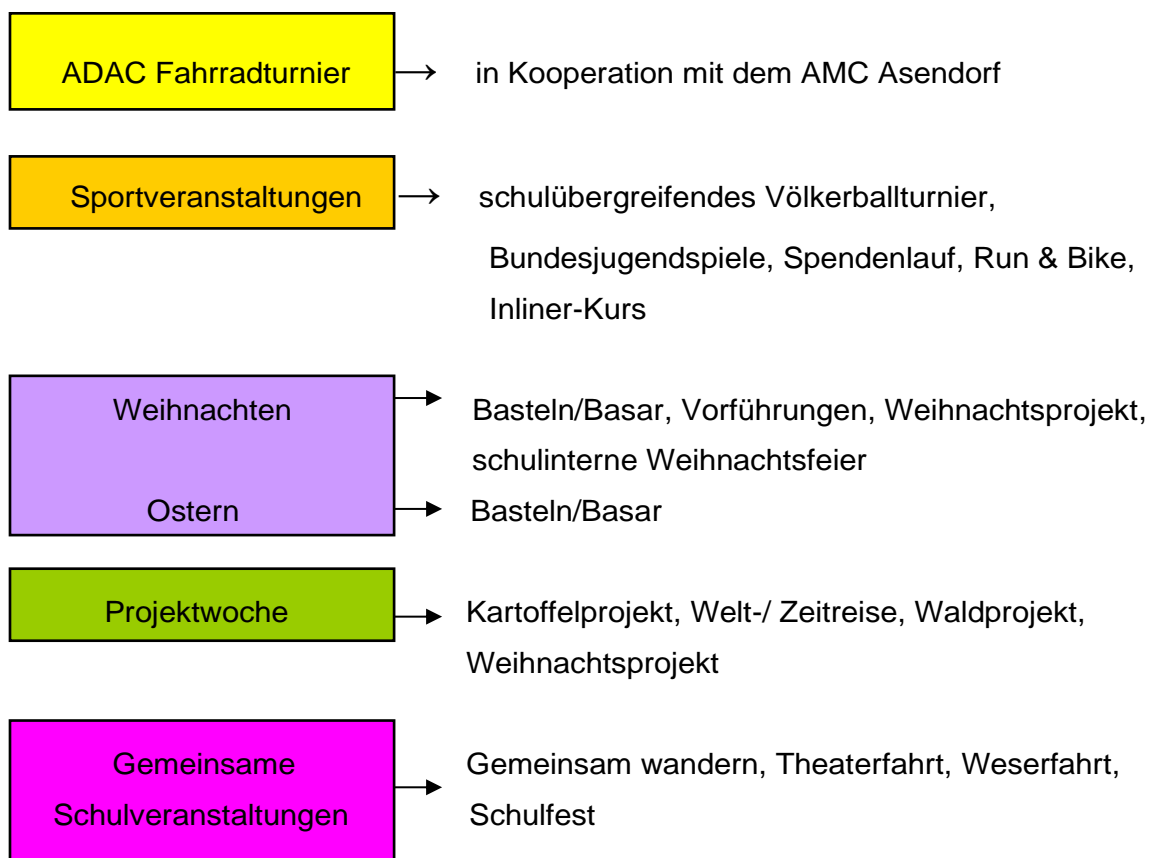 ADAC Fahrradturnier → in Kooperation mit dem AMC Asendorf
Sportveranstaltungen → schulübergreifendes Völkerballturnier,
Bundesjugendspiele, Spendenlauf, Run & Bike,
Inliner-Kurs
Weihnachten → Basteln/Basar, Vorführungen, Weihnachtsprojekt,
schulinterne Weihnachtsfeier
Ostern → Basteln/Basar
Projektwoche → Kartoffelprojekt, Welt-/ Zeitreise, Waldprojekt,
Weihnachtsprojekt
Gemeinsame → Gemeinsam wandern, Theaterfahrt, Weserfahrt,
Schulveranstaltungen Schulfest